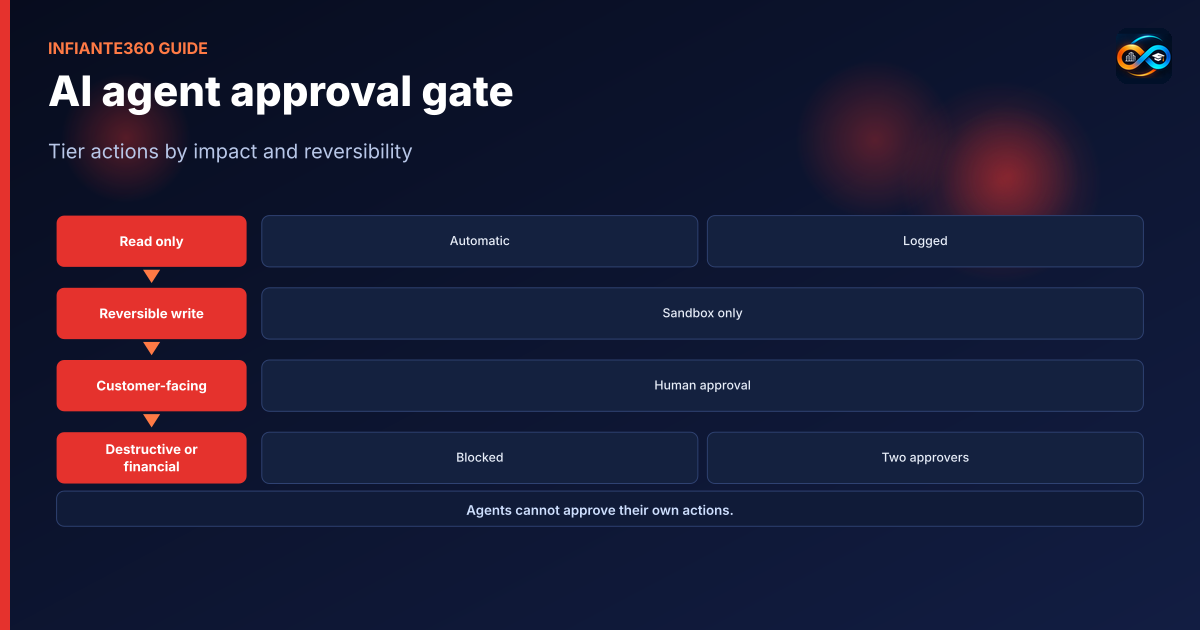 INFIANTE360 GUIDE
AI agent approval gate
Tier actions by impact and reversibility
Read only
Automatic
Logged
Reversible write
Sandbox only
Customer-facing
Human approval
Destructive or
financial
Blocked
Two approvers
Agents cannot approve their own actions.